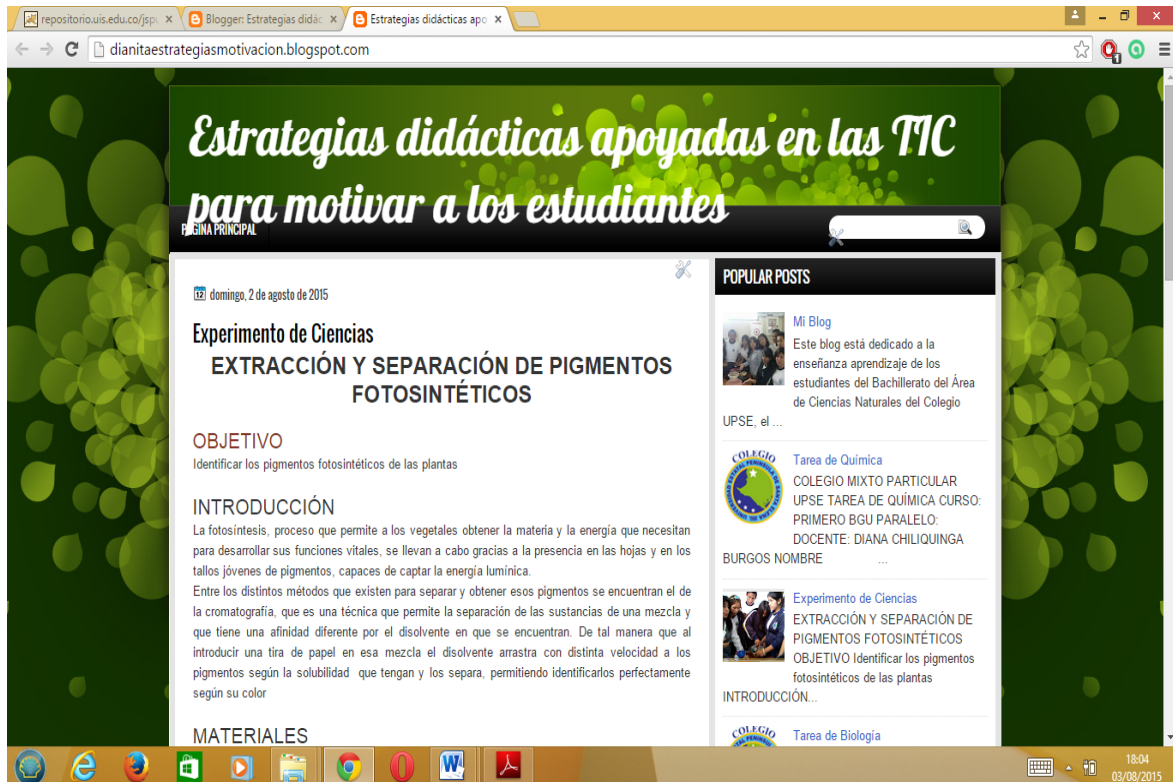 repositorio.uis.edu.co/jspu
Blogger: Estrategias didác
Estrategias didácticas apo
dianitaestrategiasmotivacion.blogspot.com
Estrategias didácticas apoyadas en las TIC
para motivar a los estudiantes
PÁGINA PRINCIPAL
12 domingo, 2 de agosto de 2015
Experimento de Ciencias
EXTRACCIÓN Y SEPARACIÓN DE PIGMENTOS
FOTOSINTÉTICOS
OBJETIVO
Identificar los pigmentos fotosintéticos de las plantas
INTRODUCCIÓN
La fotosíntesis, proceso que permite a los vegetales obtener la materia y la energía que necesitan
para desarrollar sus funciones vitales, se llevan a cabo gracias a la presencia en las hojas y en los
tallos jóvenes de pigmentos, capaces de captar la energía lumínica.
Entre los distintos métodos que existen para separar y obtener esos pigmentos se encuentran el de
la cromatografía, que es una técnica que permite la separación de las sustancias de una mezcla y
que tiene una afinidad diferente por el disolvente en que se encuentran. De tal manera que al
introducir una tira de papel en esa mezcla el disolvente arrastra con distinta velocidad a los
pigmentos según la solubilidad que tengan y los separa, permitiendo identificarlos perfectamente
según su color
MATERIALES
POPULAR POSTS
Mi Blog
Este blog está dedicado a la
enseñanza aprendizaje de los
estudiantes del Bachillerato del Área
de Ciencias Naturales del Colegio
UPSE, el ...
COLEGIO
Tarea de Química
COLEGIO MIXTO PARTICULAR
UPSE TAREA DE QUÍMICA CURSO:
PRIMERO BGU PARALELO:
DOCENTE: DIANA CHILIQUINGA
BURGOS NOMBRE ...
Experimento de Ciencias
EXTRACCIÓN Y SEPARACIÓN DE
PIGMENTOS FOTOSINTÉTICOS
OBJETIVO Identificar los pigmentos
fotosintéticos de las plantas
INTRODUCCIÓN...
COLEGIO
Tarea de Biología
18:04
03/08/2015